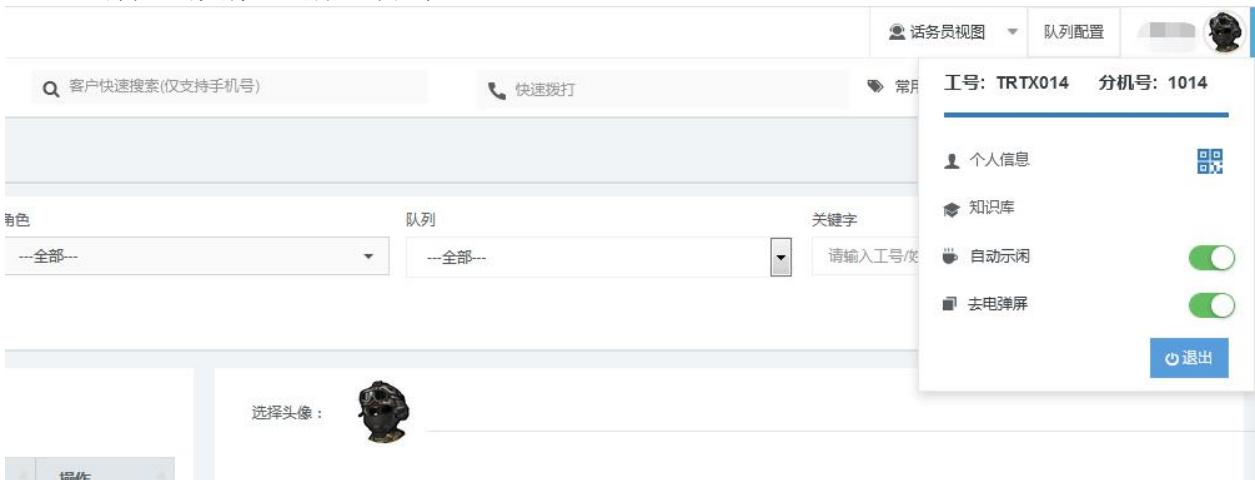 话务员视图
队列配置
客户快速搜索(仅支持手机号)
快速拨打
常用
工号: TRTX014 分机号: 1014
个人信息
知识库
自动示闲
去电弹屏
退出
角色
队列
关键字
---全部---
---全部---
请输入工号/姓
选择头像:
操作